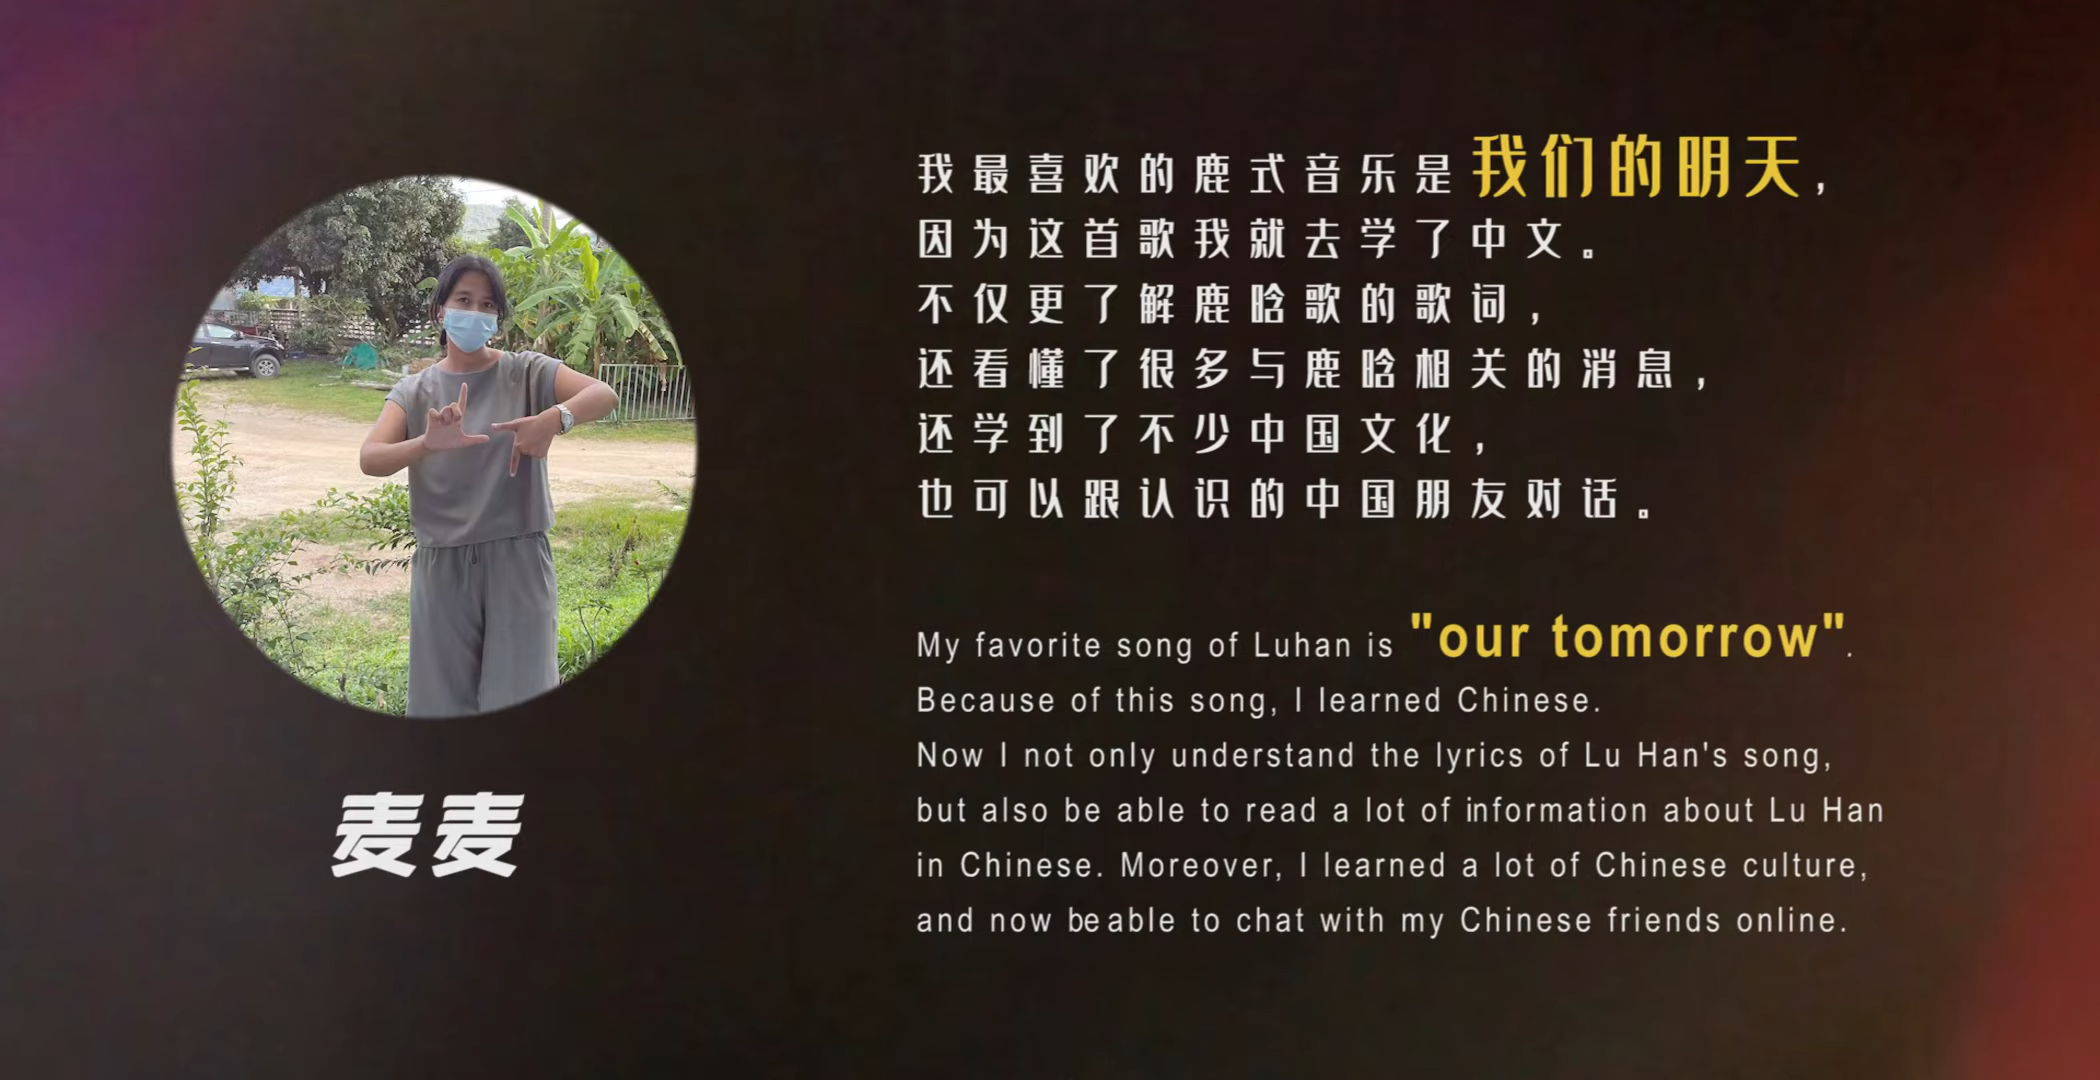 我最喜欢的鹿式音乐是我们的明天，
因为这首歌我就去学了中文。
不仅更了解鹿晗歌的歌词，
还看懂了很多与鹿晗相关的消息，
还学到了不少中国文化，
也可以跟认识的中国朋友对话。
My favorite song of Luhan is "our tomorrow".
Because of this song, I learned Chinese.
Now I not only understand the lyrics of Lu Han's song,
but also be able to read a lot of information about Lu Han
in Chinese. Moreover, I learned a lot of Chinese culture,
and now beable to chat with my Chinese friends online.
麦麦